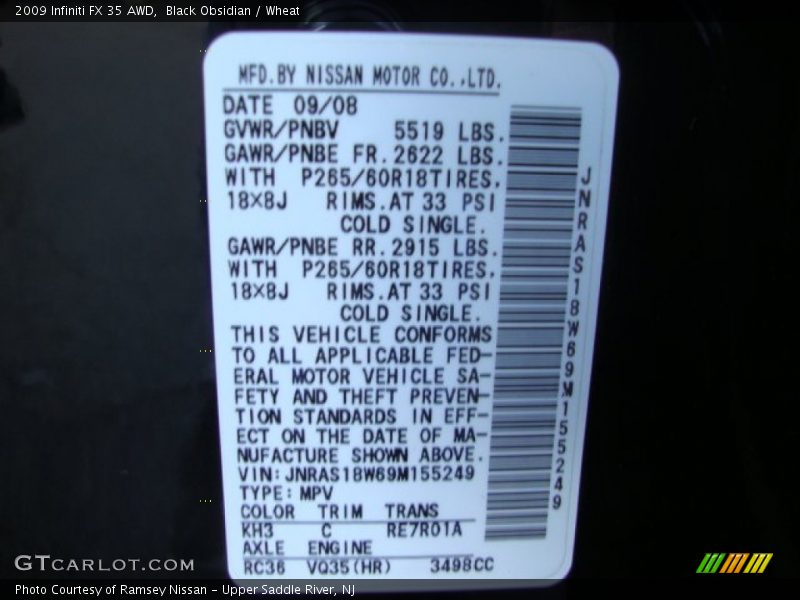 2009 Infiniti FX 35 AWD, Black Obsidian / Wheat
MFD.BY NISSAN MOTOR CO.,LTD.
DATE 09/08
GVWR/PNBV 5519 LBS.
GAWR/PNBE FR.2622 LBS.
WITH P265/60R18TIRES.
18×8J RIMS.AT 33 PSI
COLD SINGLE.
GAWR/PNBE RR.2915 LBS.
WITH P265/60R18TIRES.
18×8J RIMS.AT 33 PSI
COLD SINGLE.
THIS VEHICLE CONFORMS
TO ALL APPLICABLE FED-
ERAL MOTOR VEHICLE SA-
FETY AND THEFT PREVEN-
TION STANDARDS IN EFF-
ECT ON THE DATE OF MA-
NUFACTURE SHOWN ABOVE.
VIN:JNRAS18W69M155249
TYPE:MPV
COLOR TRIM TRANS
KH3 C RE7R01A
AXLE ENGINE
RC36 VQ35(HR) 3498CC
JNRAS18W69M155249
GTCARLOT.COM
Photo Courtesy of Ramsey Nissan - Upper Saddle River, NJ